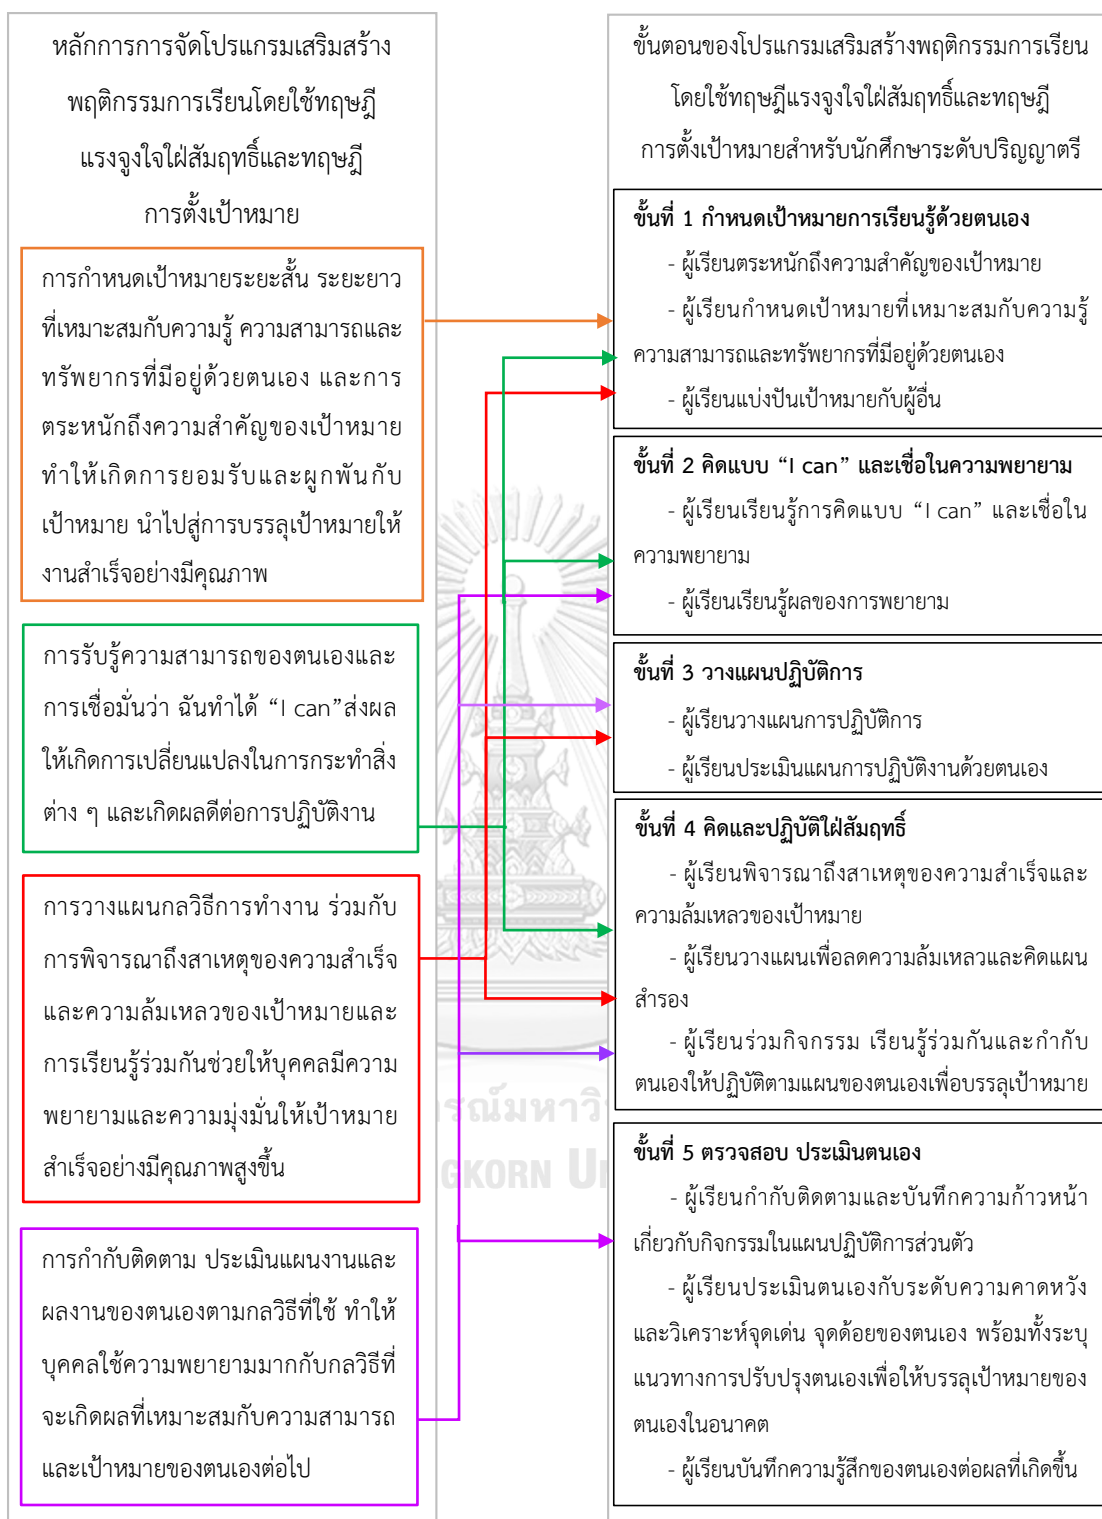 หลักการการจัดโปรแกรมเสริมสร้าง
พฤติกรรมการเรียนโดยใช้ทฤษฎี
แรงจูงใจใฝ่สัมฤทธิ์และทฤษฎี
การตั้งเป้าหมาย
การกำหนดเป้าหมายระยะสั้น ระยะยาว
ที่เหมาะสมกับความรู้ ความสามารถและ
ทรัพยากรที่มีอยู่ด้วยตนเอง และการ
ตระหนักถึงความสำคัญของเป้าหมาย
ทำให้เกิดการยอมรับและผูกพันกับ
เป้าหมาย นำไปสู่การบรรลุเป้าหมายให้
งานสำเร็จอย่างมีคุณภาพ
การรับรู้ความสามารถของตนเองและ
การเชื่อมั่นว่า ฉันทำได้ “I can”ส่งผล
ให้เกิดการเปลี่ยนแปลงในการกระทำสิ่ง
ต่าง ๆ และเกิดผลดีต่อการปฏิบัติงาน
การวางแผนกลวิธีการทำงาน ร่วมกับ
การพิจารณาถึงสาเหตุของความสำเร็จ
และความล้มเหลวของเป้าหมายและ
การเรียนรู้ร่วมกันช่วยให้บุคคลมีความ
พยายามและความมุ่งมั่นให้เป้าหมาย
สำเร็จอย่างมีคุณภาพสูงขึ้น
การกำกับติดตาม ประเมินแผนงานและ
ผลงานของตนเองตามกลวิธีที่ใช้ ทำให้
บุคคลใช้ความพยายามมากกับกลวิธีที่
จะเกิดผลที่เหมาะสมกับความสามารถ
และเป้าหมายของตนเองต่อไป
ขั้นตอนของโปรแกรมเสริมสร้างพฤติกรรมการเรียน
โดยใช้ทฤษฎีแรงจูงใจใฝ่สัมฤทธิ์และทฤษฎี
การตั้งเป้าหมายสำหรับนักศึกษาระดับปริญญาตรี
ขั้นที่ 1 กำหนดเป้าหมายการเรียนรู้ด้วยตนเอง
- ผู้เรียนตระหนักถึงความสำคัญของเป้าหมาย
- ผู้เรียนกำหนดเป้าหมายที่เหมาะสมกับความรู้
ความสามารถและทรัพยากรที่มีอยู่ด้วยตนเอง
- ผู้เรียนแบ่งปันเป้าหมายกับผู้อื่น
ขั้นที่ 2 คิดแบบ “I can” และเชื่อในความพยายาม
- ผู้เรียนเรียนรู้การคิดแบบ “I can” และเชื่อใน
ความพยายาม
- ผู้เรียนเรียนรู้ผลของการพยายาม
ขั้นที่ 3 วางแผนปฏิบัติการ
- ผู้เรียนวางแผนการปฏิบัติการ
- ผู้เรียนประเมินแผนการปฏิบัติงานด้วยตนเอง
ขั้นที่ 4 คิดและปฏิบัติใฝ่สัมฤทธิ์
- ผู้เรียนพิจารณาถึงสาเหตุของความสำเร็จและ
ความล้มเหลวของเป้าหมาย
- ผู้เรียนวางแผนเพื่อลดความล้มเหลวและคิดแผน
สำรอง
- ผู้เรียนร่วมกิจกรรม เรียนรู้ร่วมกันและกำกับ
ตนเองให้ปฏิบัติตามแผนของตนเองเพื่อบรรลุเป้าหมาย
ขั้นที่ 5 ตรวจสอบ ประเมินตนเอง
- ผู้เรียนกำกับติดตามและบันทึกความก้าวหน้า
เกี่ยวกับกิจกรรมในแผนปฏิบัติการส่วนตัว
- ผู้เรียนประเมินตนเองกับระดับความคาดหวัง
และวิเคราะห์จุดเด่น จุดด้อยของตนเอง พร้อมทั้งระบุ
แนวทางการปรับปรุงตนเองเพื่อให้บรรลุเป้าหมายของ
ตนเองในอนาคต
- ผู้เรียนบันทึกความรู้สึกของตนเองต่อผลที่เกิดขึ้น